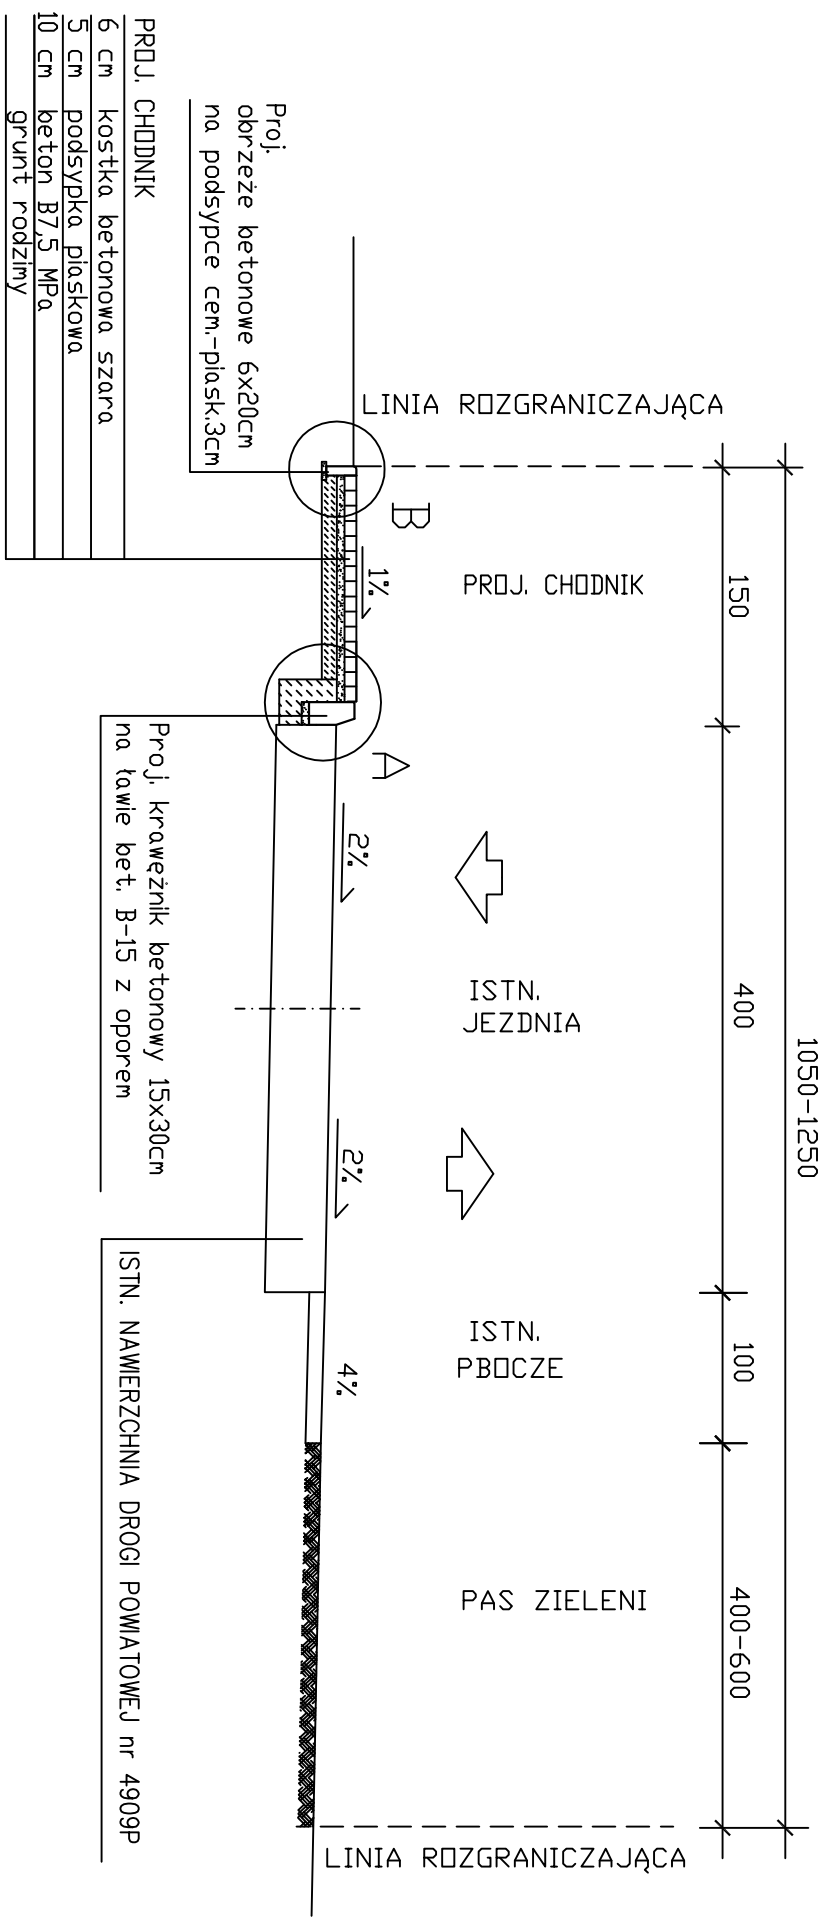 1050-1250
150
400
100
400-600
LINIA ROZGRANICZAJĄCA
PROJ. CHODNIK
ISTN.
JEZDNIA
ISTN.
PBOCZE
PAS ZIELENI
LINIA ROZGRANICZAJĄCA
B
1%
A
2%
2%
4%
Proj.
obrzeże betonowe 6x20cm
na podsypce cem.-piask.3cm
PROJ. CHODNIK
6 cm kostka betonowa szara
5 cm podsypka piaskowa
10 cm beton B7,5 MPa
grunt rodzimy
Proj. krawężnik betonowy 15x30cm
na ławie bet. B-15 z oporem
ISTN. NAWIERZCHNIA DROGI POWIATOWEJ nr 4909P